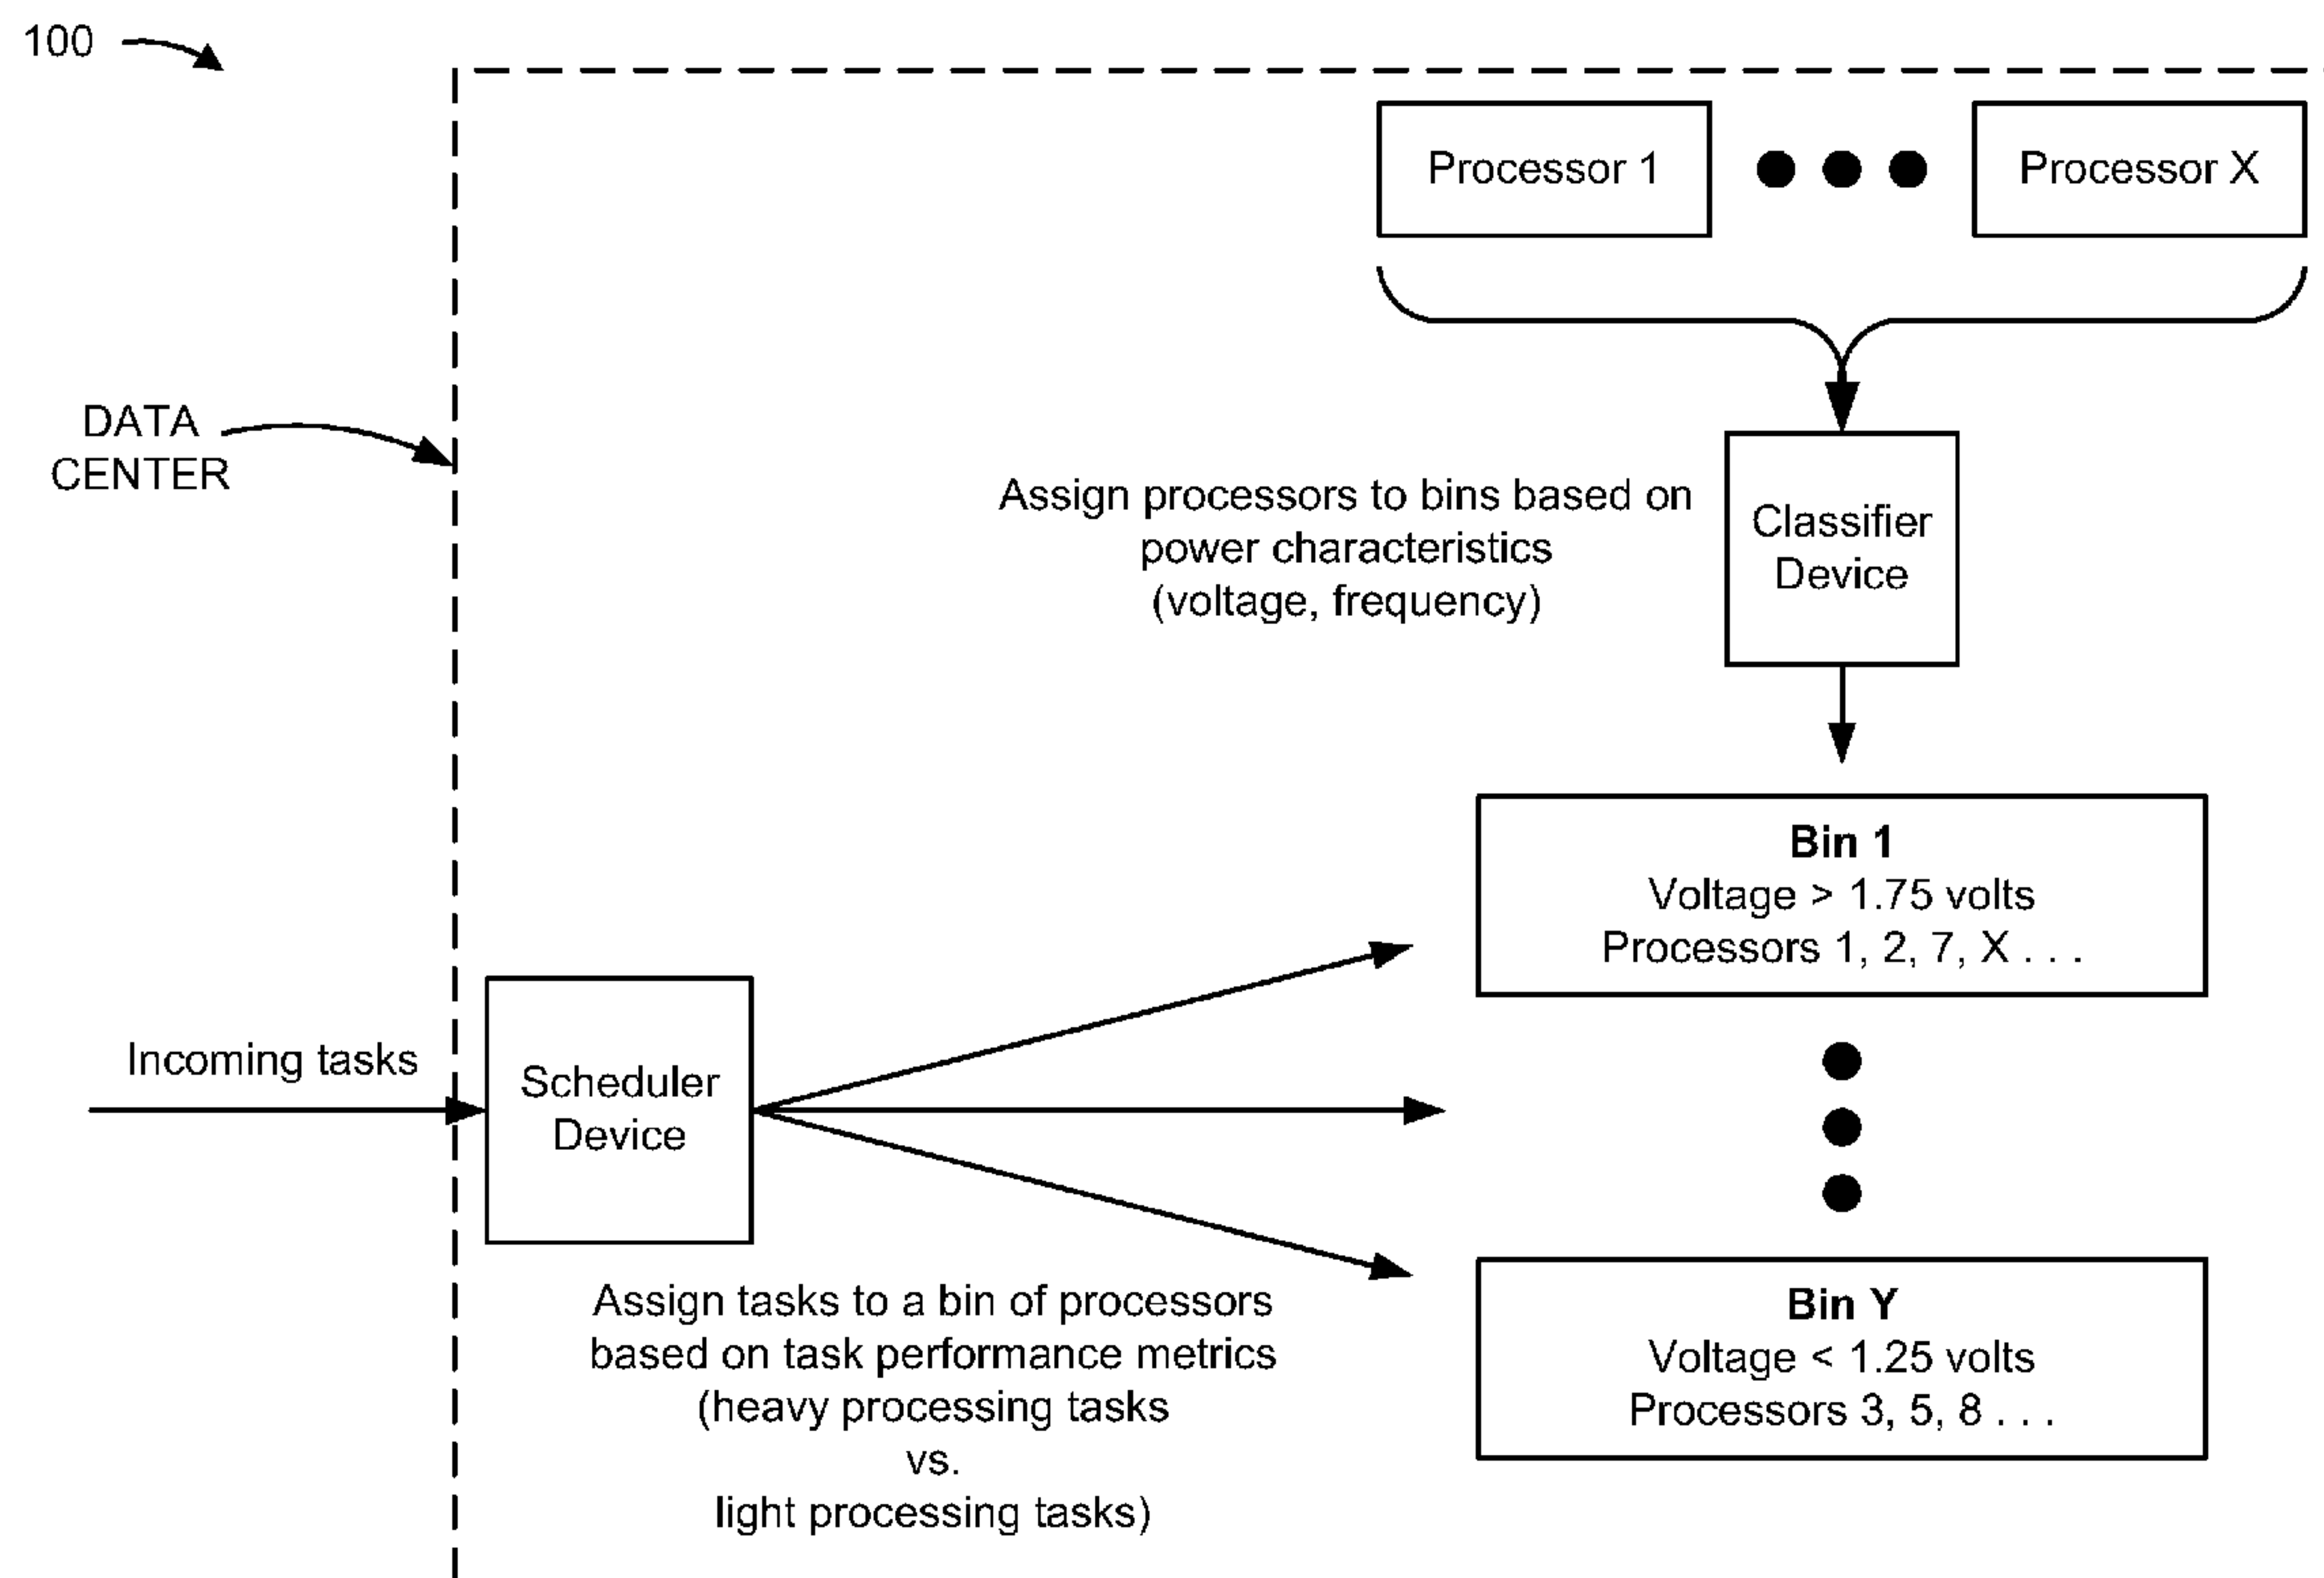 100
Processor 1
Processor X
DATA
CENTER
Assign processors to bins based on
power characteristics
(voltage, frequency)
Classifier
Device
Bin 1
Voltage > 1.75 volts
Processors 1, 2, 7, X . . .
Incoming tasks
Scheduler
Device
Assign tasks to a bin of processors
based on task performance metrics
(heavy processing tasks
vs.
light processing tasks)
Bin Y
Voltage < 1.25 volts
Processors 3, 5, 8 . . .